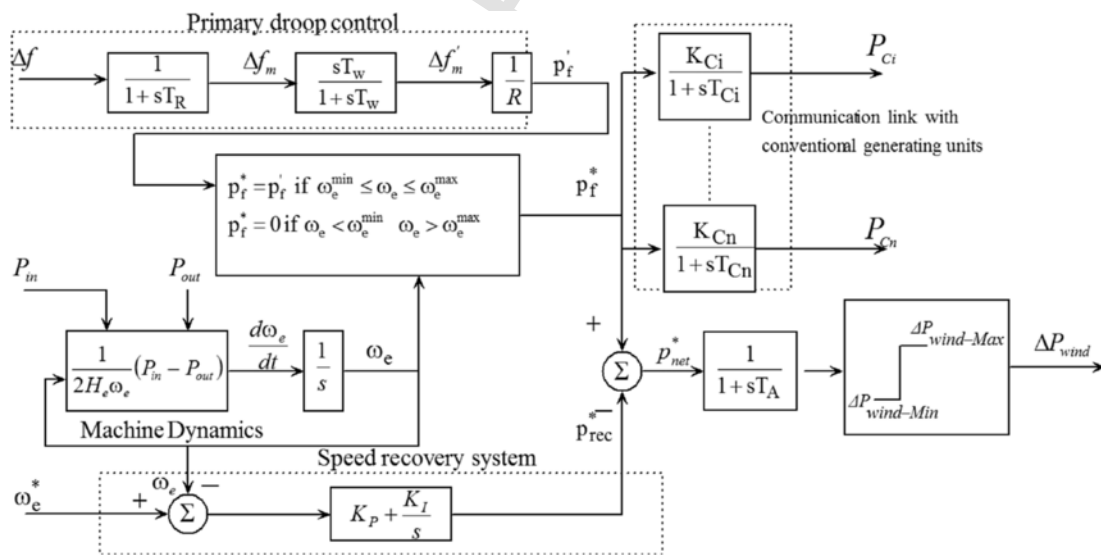 Primary droop control
Δf
1 / 1+sT_R
Δf_m
sT_w / 1+sT_w
Δf_m^'
1 / R
p_f^'
K_Ci / 1+sT_Ci
P_Ci
Communication link with
conventional generating units
p_f^* = p_f^' if ω_e^min ≤ ω_e ≤ ω_e^max
p_f^* = 0 if ω_e < ω_e^min ω_e > ω_e^max
p_f^*
K_Cn / 1+sT_Cn
P_Cn
P_in
P_out
1 / 2H_e ω_e (P_in − P_out)
dω_e / dt
1 / s
ω_e
+
Σ
p_net^*
1 / 1+sT_A
ΔP_wind–Max
ΔP_wind–Min
ΔP_wind
−
p_rec^*
Machine Dynamics
Speed recovery system
ω_e^*
+
ω_e
−
Σ
K_P + K_I / s